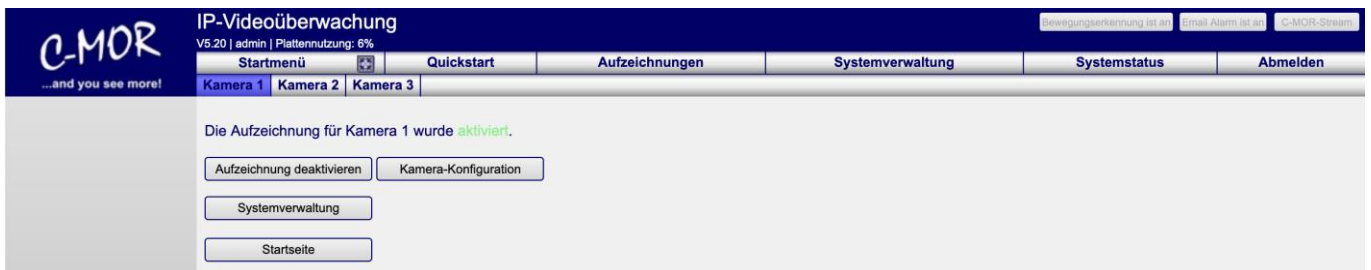 C-MOR
...and you see more!
IP-Videoüberwachung
V5.20 | admin | Plattennutzung: 6%
Bewegungserkennung ist an Email Alarm ist an C-MOR-Stream
Startmenü Quickstart Aufzeichnungen Systemverwaltung Systemstatus Abmelden
Kamera 1 Kamera 2 Kamera 3
Die Aufzeichnung für Kamera 1 wurde aktiviert.
Aufzeichnung deaktivieren Kamera-Konfiguration
Systemverwaltung
Startseite